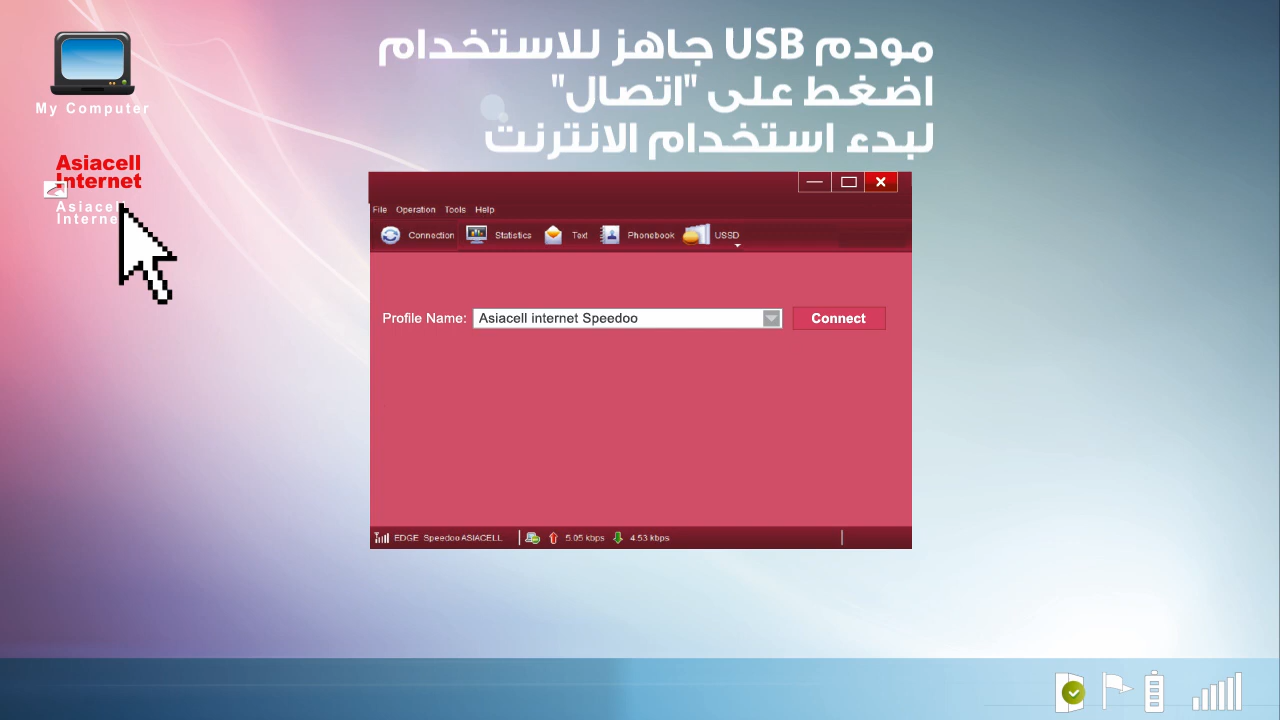 مودم USB جاهز للاستخدام
اضغط على "اتصال"
لبدء استخدام الانترنت
My Computer
Asiacell
Internet
Asiacell
Interne
File Operation Tools Help
Connection Statistics Text Phonebook USSD
Profile Name: Asiacell internet Speedoo Connect
EDGE Speedoo ASIACELL 5.05 kbps 4.53 kbps